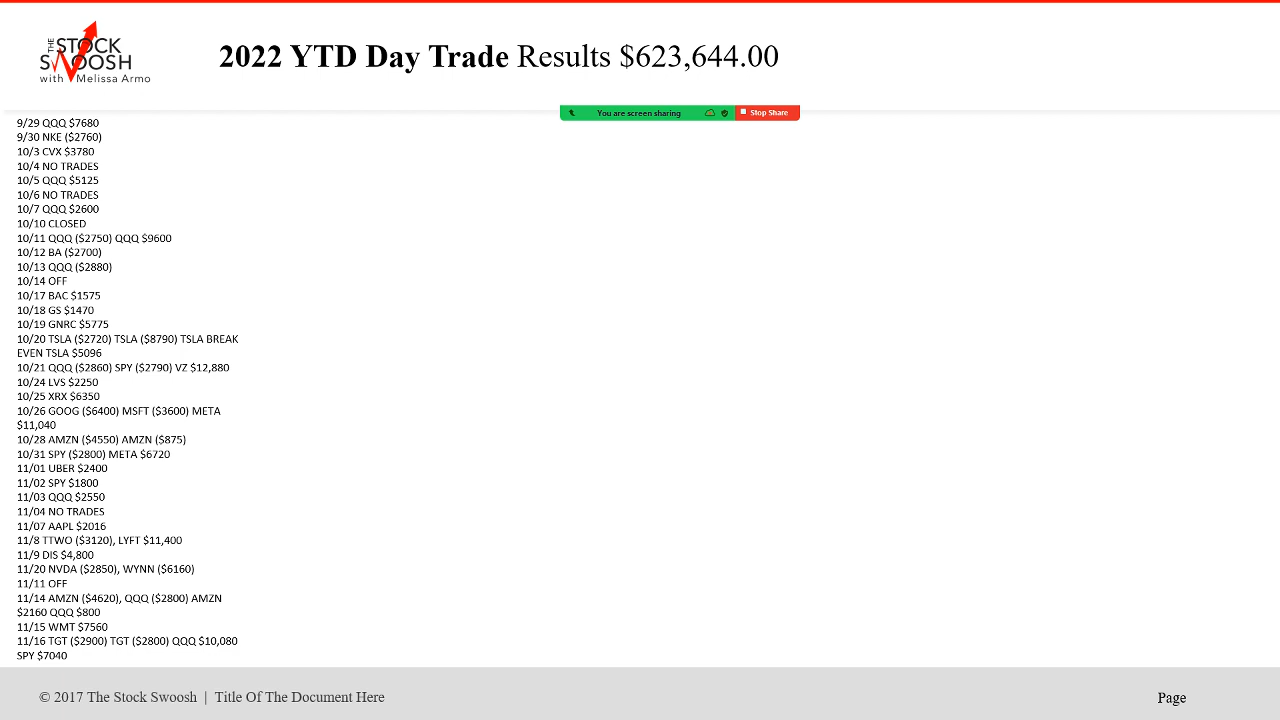 THE
STOCK
SWOOSH
with Melissa Armo
2022 YTD Day Trade Results $623,644.00
You are screen sharing
Stop Share
9/29 QQQ $7480
9/30 NKE ($2760)
10/3 CVX $3780
10/4 NO TRADES
10/5 QQQ $5125
10/6 NO TRADES
10/7 QQQ $2600
10/10 CLOSED
10/11 QQQ ($2750) QQQ $9600
10/12 BA ($2700)
10/13 QQQ ($2880)
10/14 OFF
10/17 BAC $1575
10/18 GS $1470
10/19 GNRC $5775
10/20 TSLA ($2720) TSLA ($8790) TSLA BREAK
EVEN TSLA $5096
10/21 QQQ ($2860) SPY ($2790) VZ $12,880
10/24 LVS $2250
10/25 XRX $6350
10/26 GOOG ($6400) MSFT ($3600) META
$11,040
10/28 AMZN ($4550) AMZN ($875)
10/31 SPY ($2800) META $6720
11/01 UBER $2400
11/02 SPY $1800
11/03 QQQ $2550
11/04 NO TRADES
11/07 AAPL $2016
11/8 TTWO ($3120), LYFT $11,400
11/9 DIS $4,800
11/20 NVDA ($2850), WYNN ($6160)
11/11 OFF
11/14 AMZN ($4620), QQQ ($2800) AMZN
$2160 QQQ $800
11/15 WMT $7560
11/16 TGT ($2900) TGT ($2800) QQQ $10,080
SPY $7040
© 2017 The Stock Swoosh | Title Of The Document Here
Page